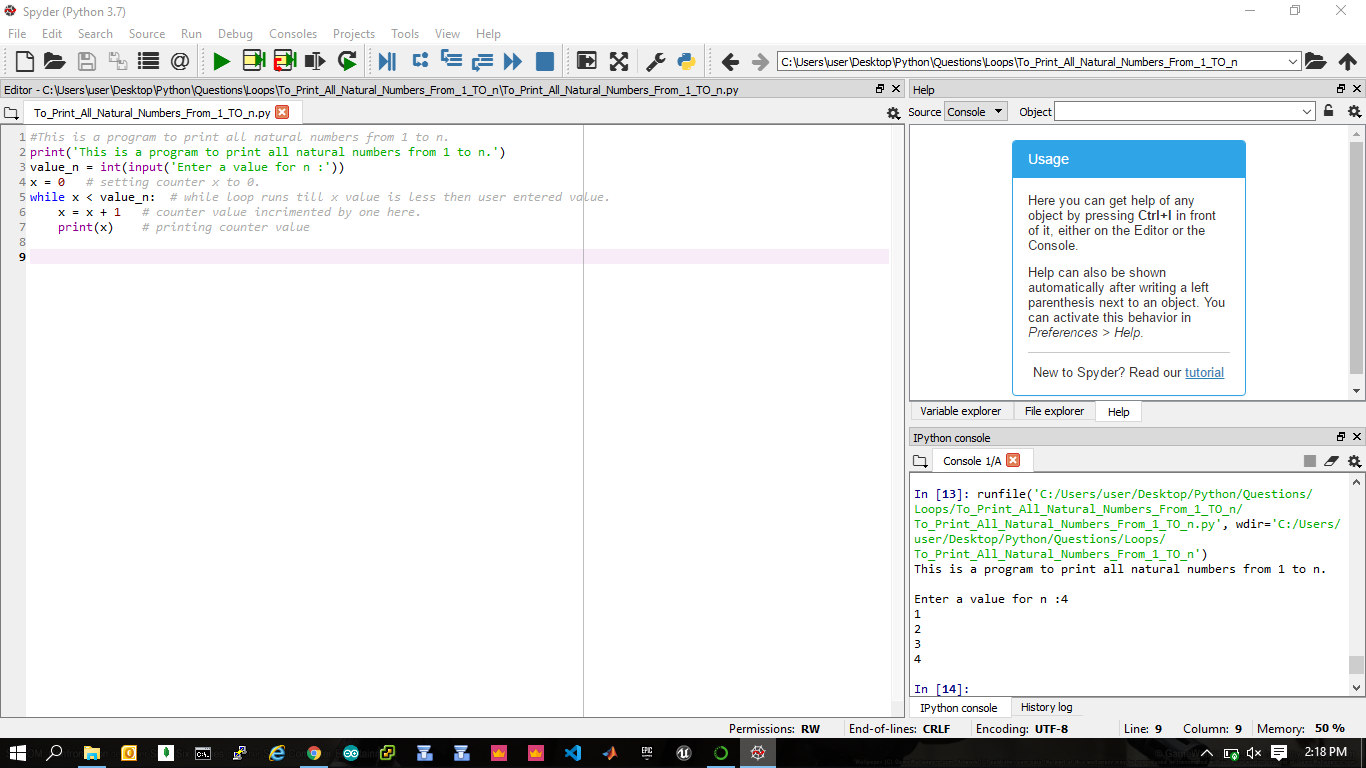 Spyder (Python 3.7)
File Edit Search Source Run Debug Consoles Projects Tools View Help
C:\Users\user\Desktop\Python\Questions\Loops\To_Print_All_Natural_Numbers_From_1_TO_n
Editor - C:\Users\user\Desktop\Python\Questions\Loops\To_Print_All_Natural_Numbers_From_1_TO_n\To_Print_All_Natural_Numbers_From_1_TO_n.py
To_Print_All_Natural_Numbers_From_1_TO_n.py
1 #This is a program to print all natural numbers from 1 to n.
2 print('This is a program to print all natural numbers from 1 to n.')
3 value_n = int(input('Enter a value for n :'))
4 x = 0   # setting counter x to 0.
5 while x < value_n:  # while loop runs till x value is less then user entered value.
6     x = x + 1   # counter value incrimented by one here.
7     print(x)    # printing counter value
8
9
Help
Source Console Object
Usage
Here you can get help of any
object by pressing Ctrl+I in front
of it, either on the Editor or the
Console.
Help can also be shown
automatically after writing a left
parenthesis next to an object. You
can activate this behavior in
Preferences > Help.
New to Spyder? Read our tutorial
Variable explorer File explorer Help
IPython console
Console 1/A
In [13]: runfile('C:/Users/user/Desktop/Python/Questions/
Loops/To_Print_All_Natural_Numbers_From_1_TO_n/
To_Print_All_Natural_Numbers_From_1_TO_n.py', wdir='C:/Users/
user/Desktop/Python/Questions/Loops/
To_Print_All_Natural_Numbers_From_1_TO_n')
This is a program to print all natural numbers from 1 to n.
Enter a value for n :4
1
2
3
4
In [14]:
IPython console History log
Permissions: RW End-of-lines: CRLF Encoding: UTF-8 Line: 9 Column: 9 Memory: 50 %
EPIC GAMES
2:18 PM